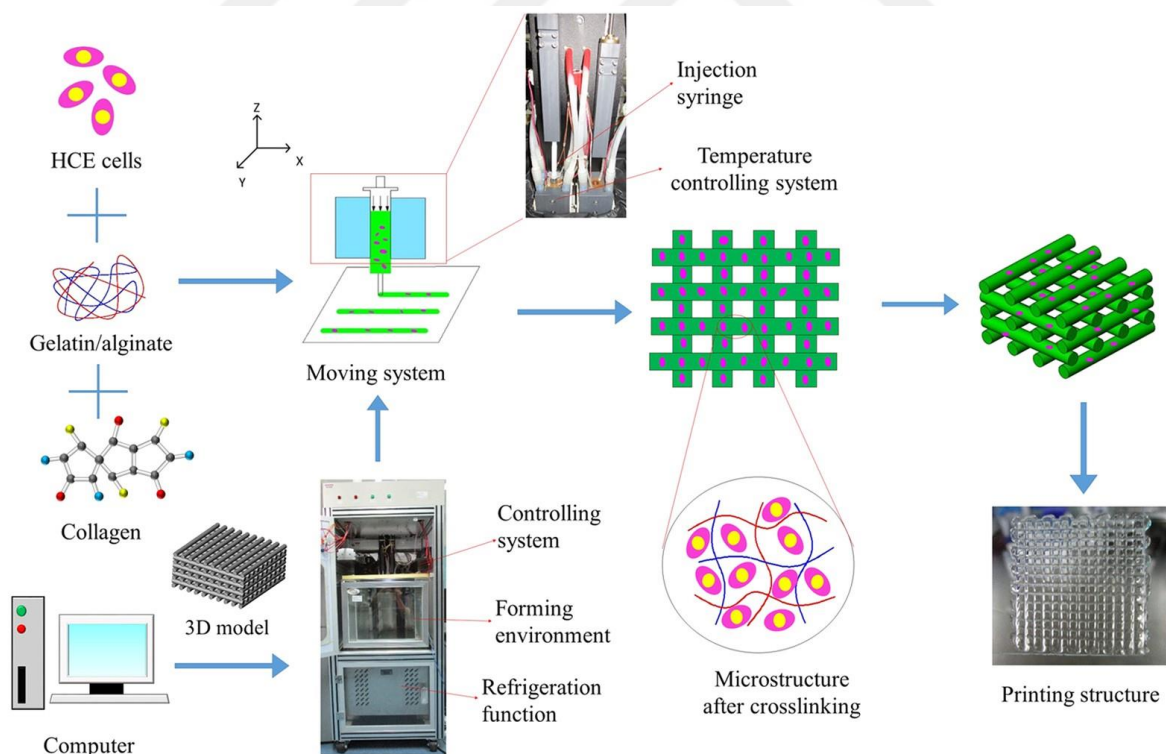 HCE cells
Gelatin/alginate
Collagen
3D model
Computer
Z
X
Y
Moving system
Injection
syringe
Temperature
controlling system
Controlling
system
Forming
environment
Refrigeration
function
Microstructure
after crosslinking
Printing structure